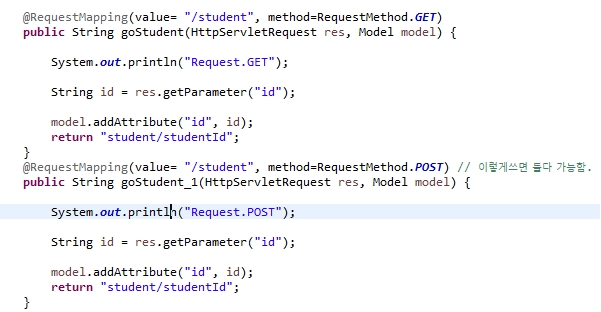 @RequestMapping(value= "/student", method=RequestMethod.GET)
public String goStudent(HttpServletRequest res, Model model) {
System.out.println("Request.GET");
String id = res.getParameter("id");
model.addAttribute("id", id);
return "student/studentId";
}
@RequestMapping(value= "/student", method=RequestMethod.POST) // 이렇게쓰면 둘다 가능함.
public String goStudent_1(HttpServletRequest res, Model model) {
System.out.println("Request.POST");
String id = res.getParameter("id");
model.addAttribute("id", id);
return "student/studentId";
}